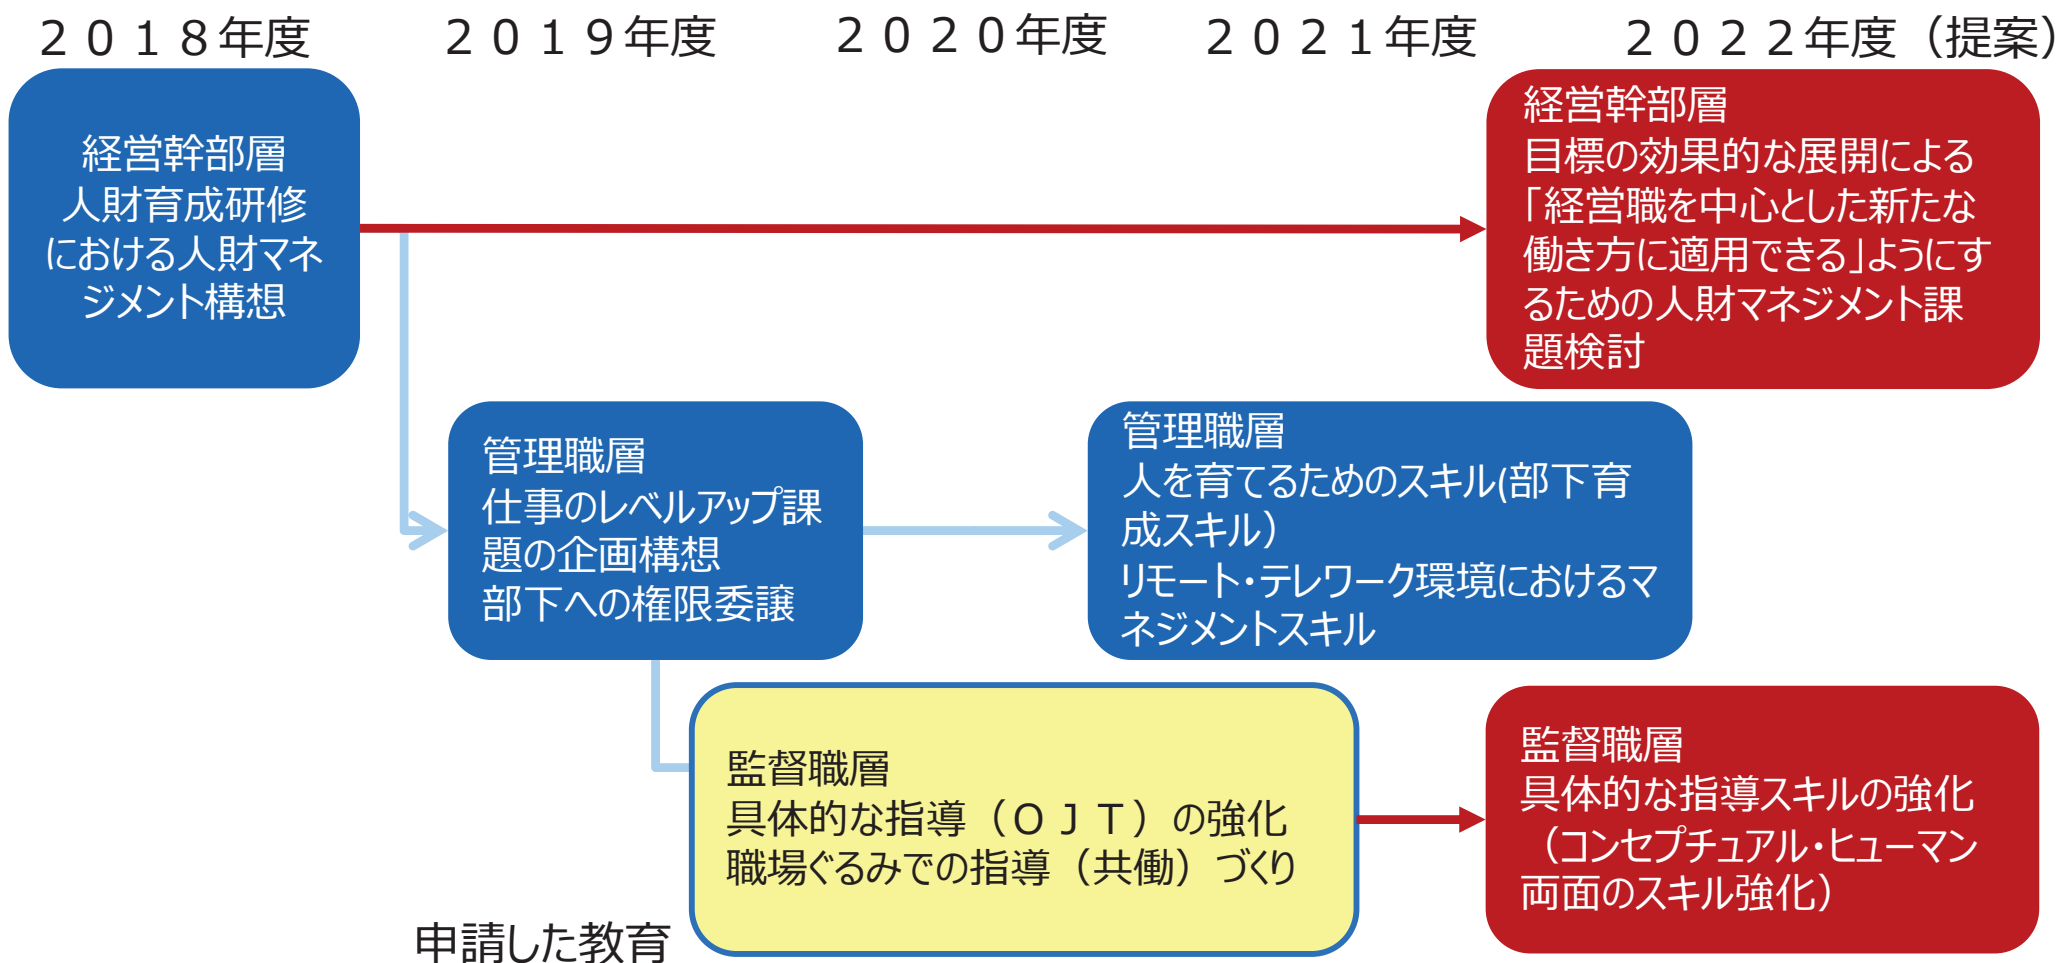 ２０１８年度
２０１９年度
２０２０年度
２０２１年度
２０２２年度（提案）
経営幹部層
人財育成研修
における人財マネ
ジメント構想
経営幹部層
目標の効果的な展開による
「経営職を中心とした新たな
働き方に適用できる」ようにす
るための人財マネジメント課
題検討
管理職層
仕事のレベルアップ課
題の企画構想
部下への権限委譲
管理職層
人を育てるためのスキル(部下育
成スキル）
リモート・テレワーク環境におけるマ
ネジメントスキル
監督職層
具体的な指導（ＯＪＴ）の強化
職場ぐるみでの指導（共働）づくり
監督職層
具体的な指導スキルの強化
（コンセプチュアル・ヒューマン
両面のスキル強化）
申請した教育